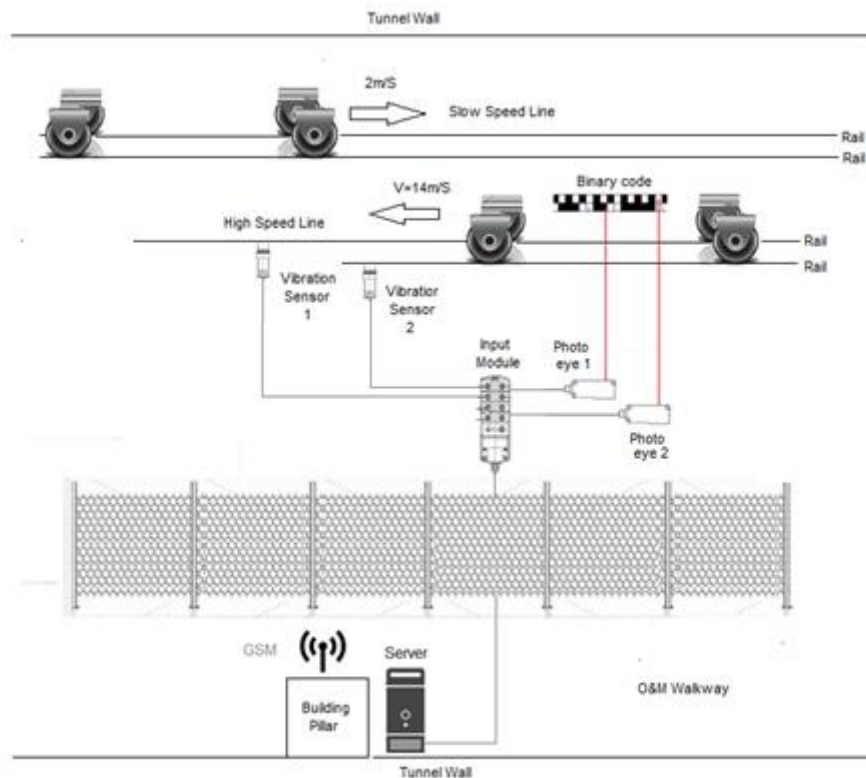 Tunnel Wall
2m/S
Slow Speed Line
Rail
Rail
Binary code
V=14m/S
High Speed Line
Rail
Rail
Vibration
Sensor
1
Vibratior
Sensor
2
Input
Module
Photo
eye 1
Photo
eye 2
GSM
Server
Building
Pillar
O&M Walkway
Tunnel Wall